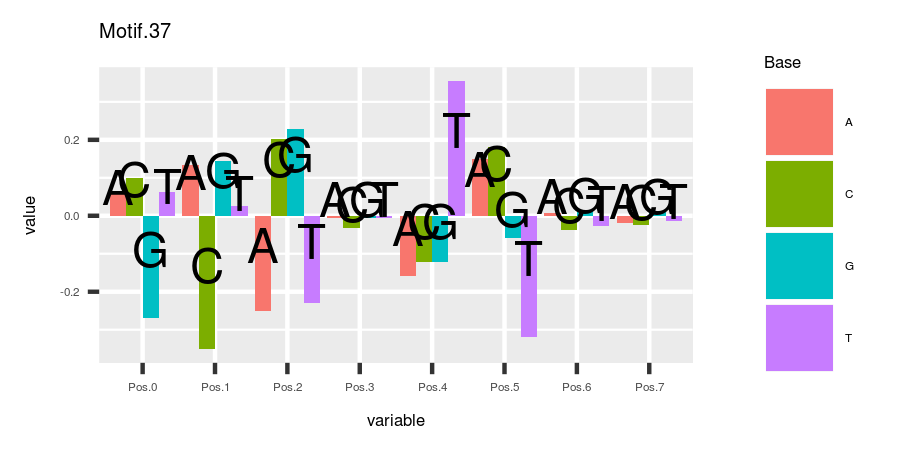 Motif.37
value
0.2
0.0
-0.2
A C G T A C G T A C G T A C G T A C G T A C G T A C G T A C G T
Pos.0 Pos.1 Pos.2 Pos.3 Pos.4 Pos.5 Pos.6 Pos.7
variable
Base
A
C
G
T